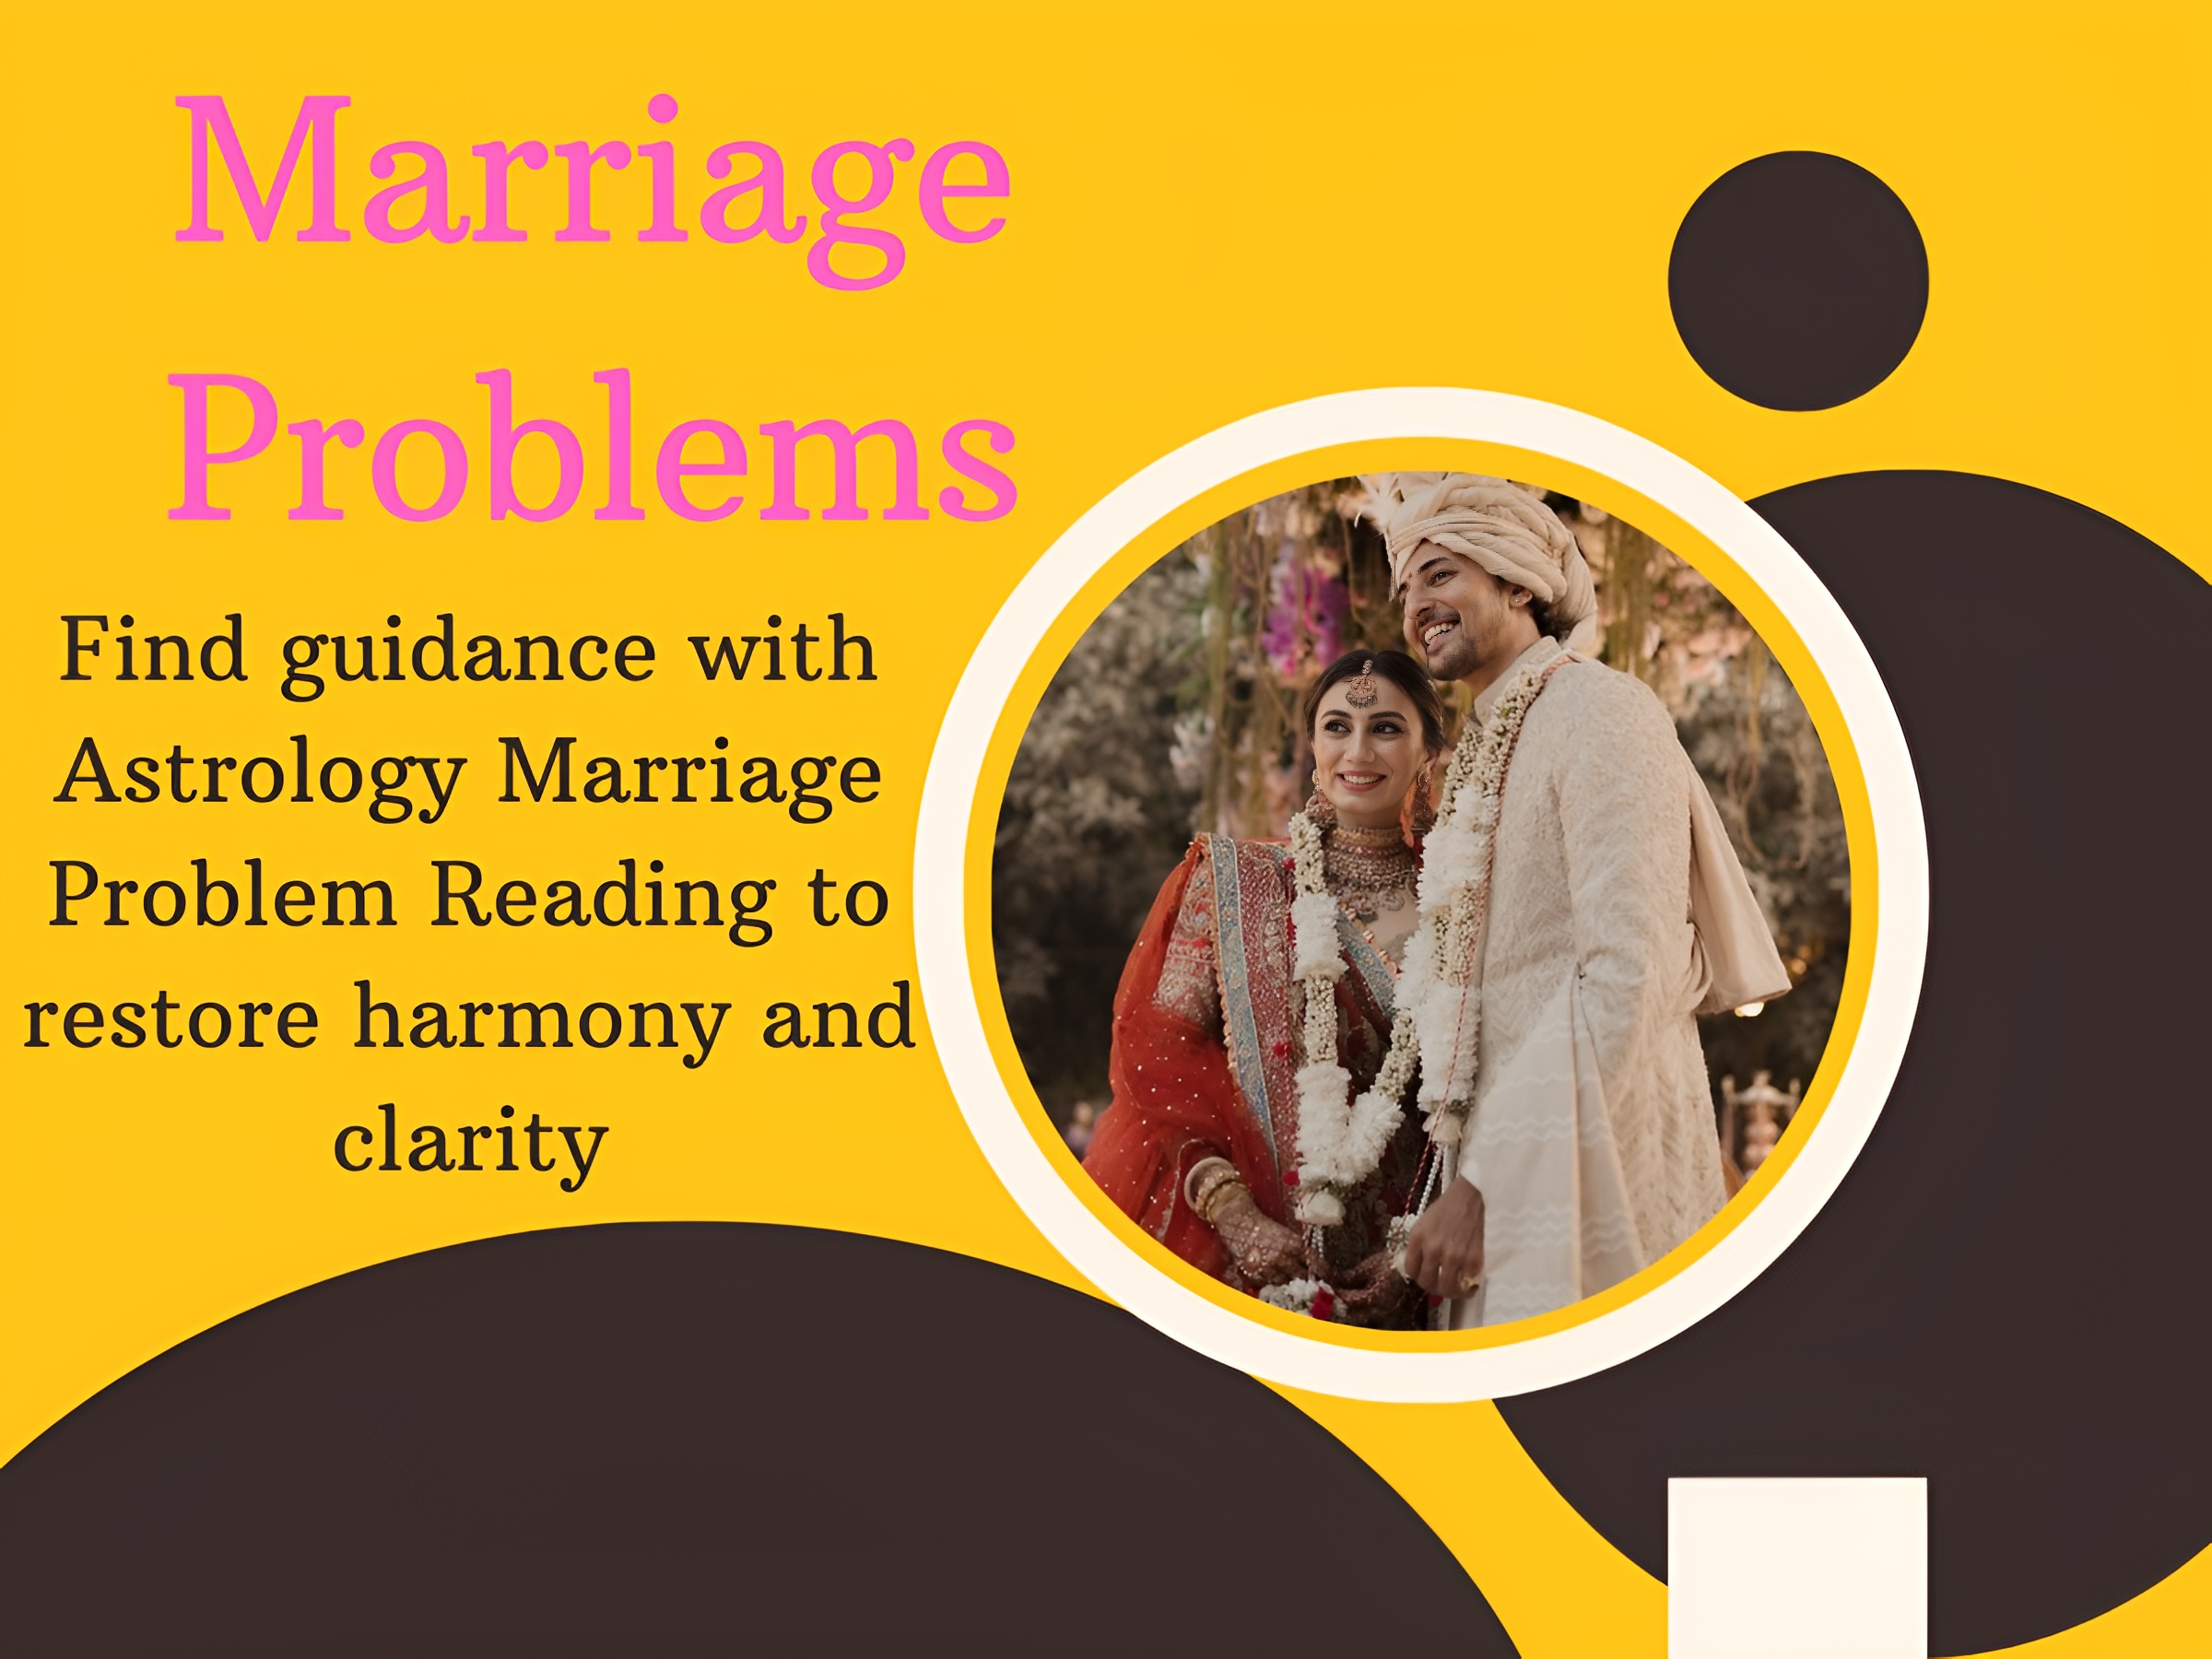 Marriage
Problems
Find guidance with
Astrology Marriage
Problem Reading to
restore harmony and
clarity